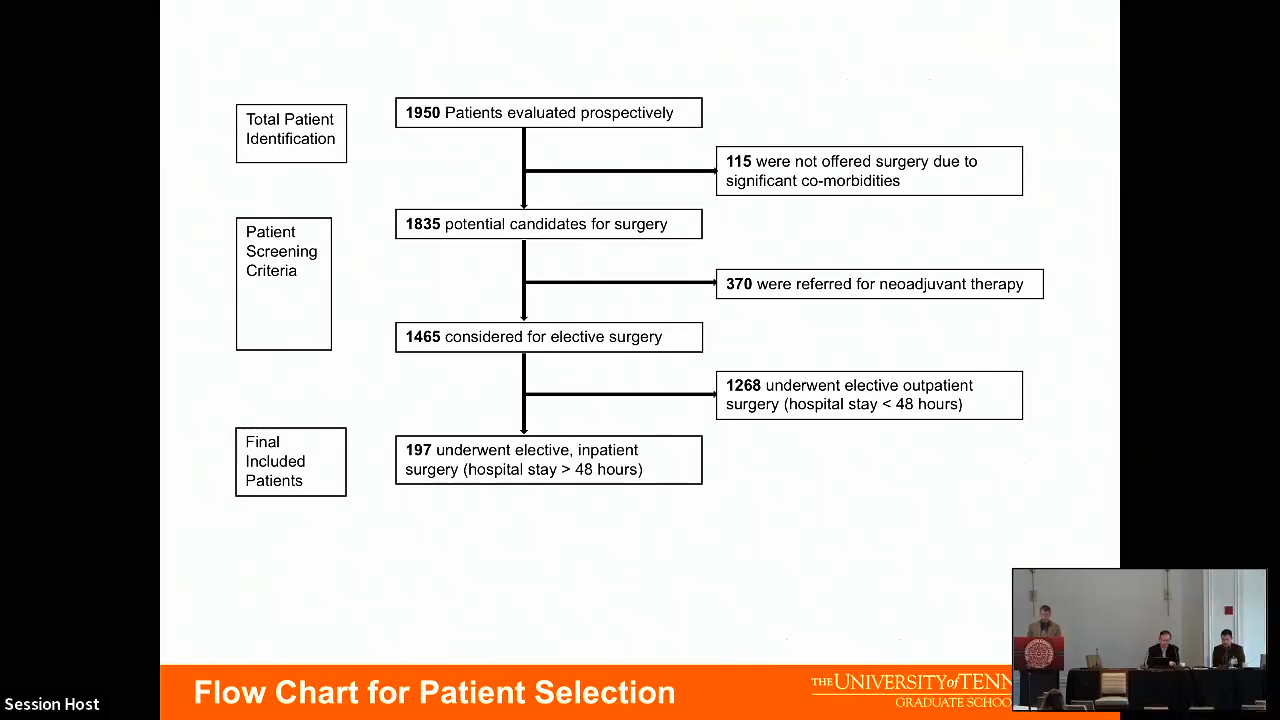 Total Patient
Identification
1950 Patients evaluated prospectively
115 were not offered surgery due to
significant co-morbidities
1835 potential candidates for surgery
Patient
Screening
Criteria
370 were referred for neoadjuvant therapy
1465 considered for elective surgery
1268 underwent elective outpatient
surgery (hospital stay < 48 hours)
Final
Included
Patients
197 underwent elective, inpatient
surgery (hospital stay > 48 hours)
Flow Chart for Patient Selection
THE UNIVERSITY of TENN
GRADUATE SCHOO
Session Host